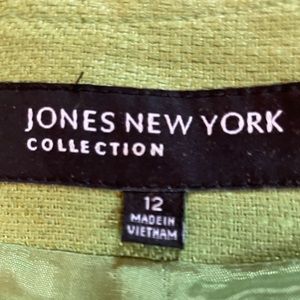 JONES NEW YORK
COLLECTION
12
MADE IN
VIETNAM